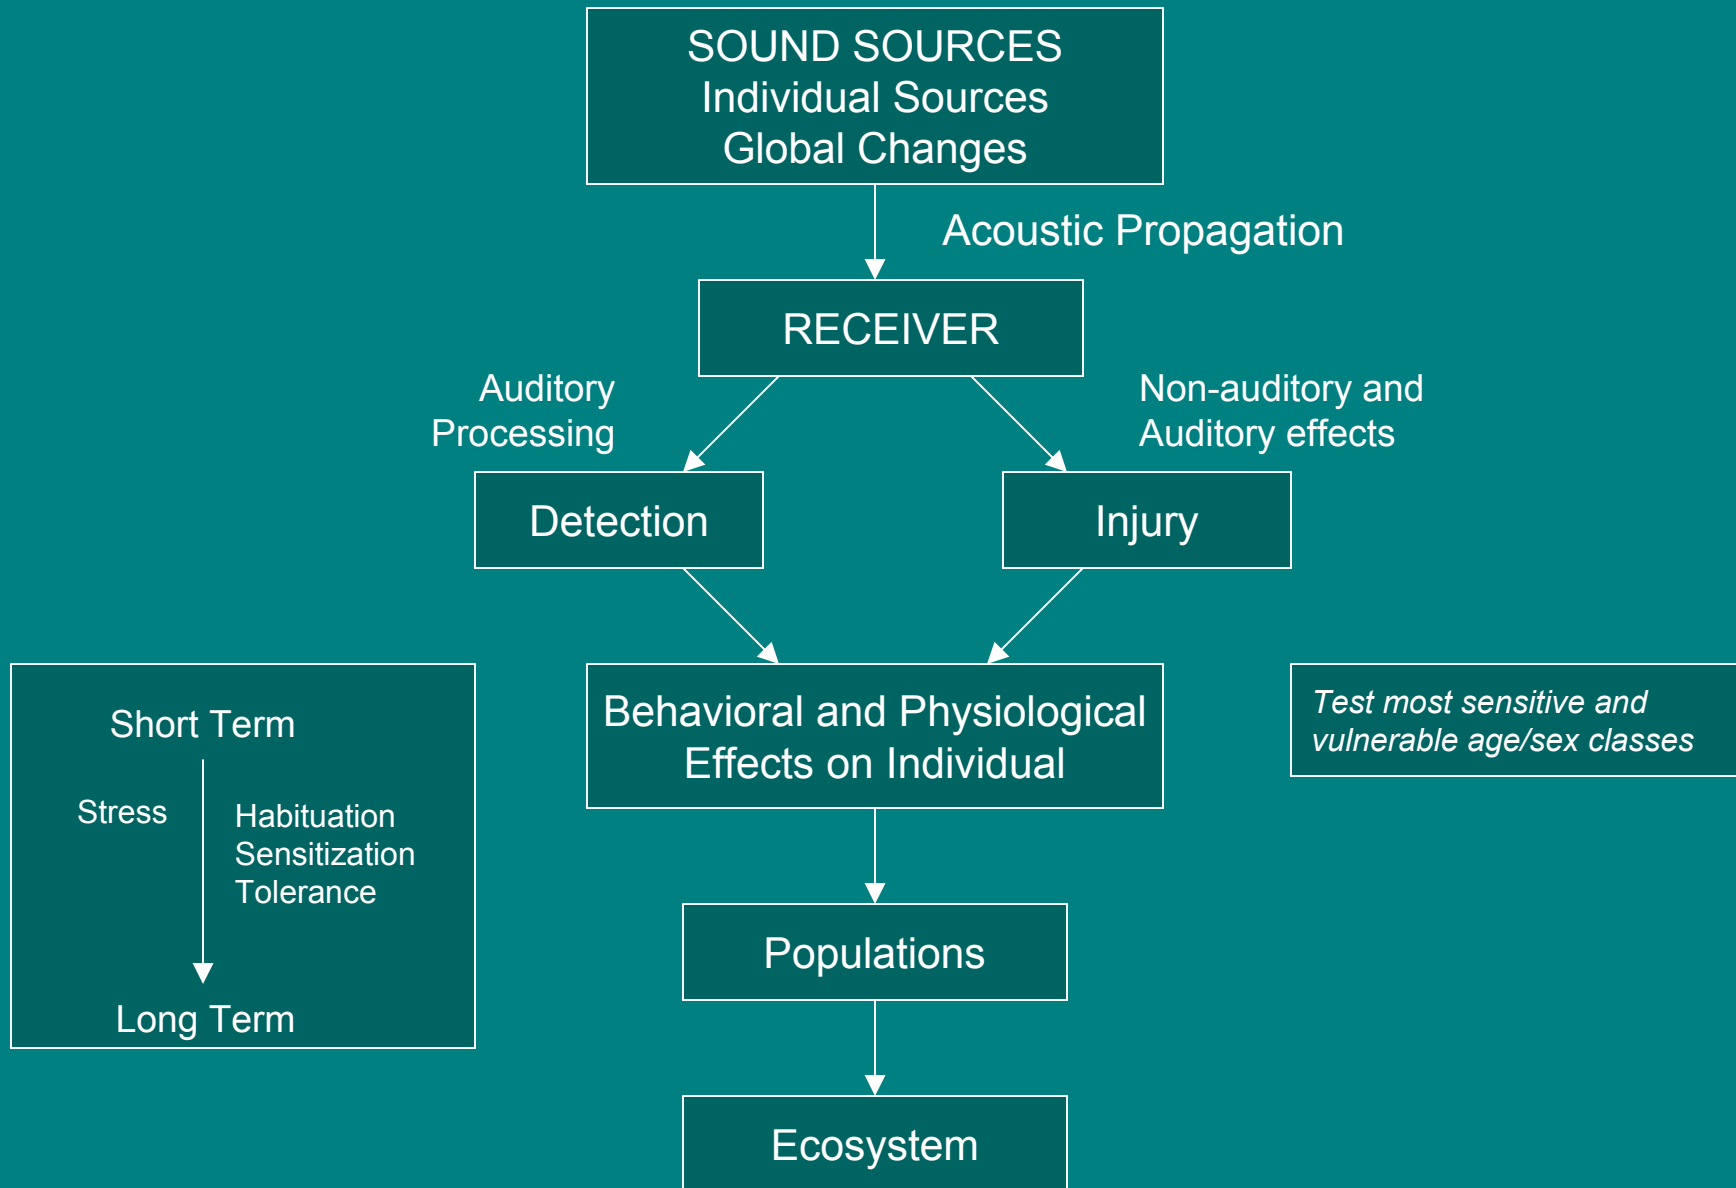 SOUND SOURCES
Individual Sources
Global Changes
Acoustic Propagation
RECEIVER
Auditory
Processing
Non-auditory and
Auditory effects
Detection
Injury
Short Term
Stress
Habituation
Sensitization
Tolerance
Long Term
Behavioral and Physiological
Effects on Individual
Test most sensitive and
vulnerable age/sex classes
Populations
Ecosystem